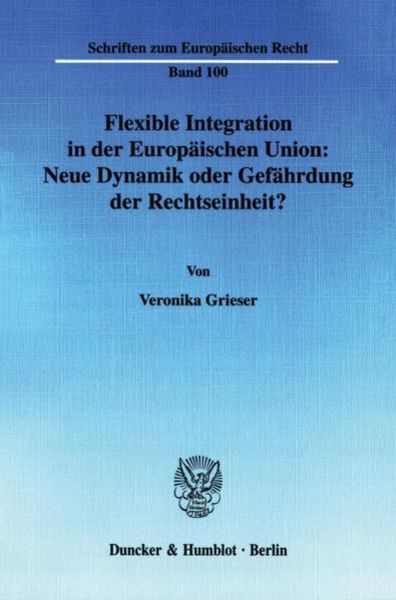 Schriften zum Europäischen Recht
Band 100
Flexible Integration
in der Europäischen Union:
Neue Dynamik oder Gefährdung
der Rechtseinheit?
Von
Veronika Grieser
Duncker & Humblot · Berlin